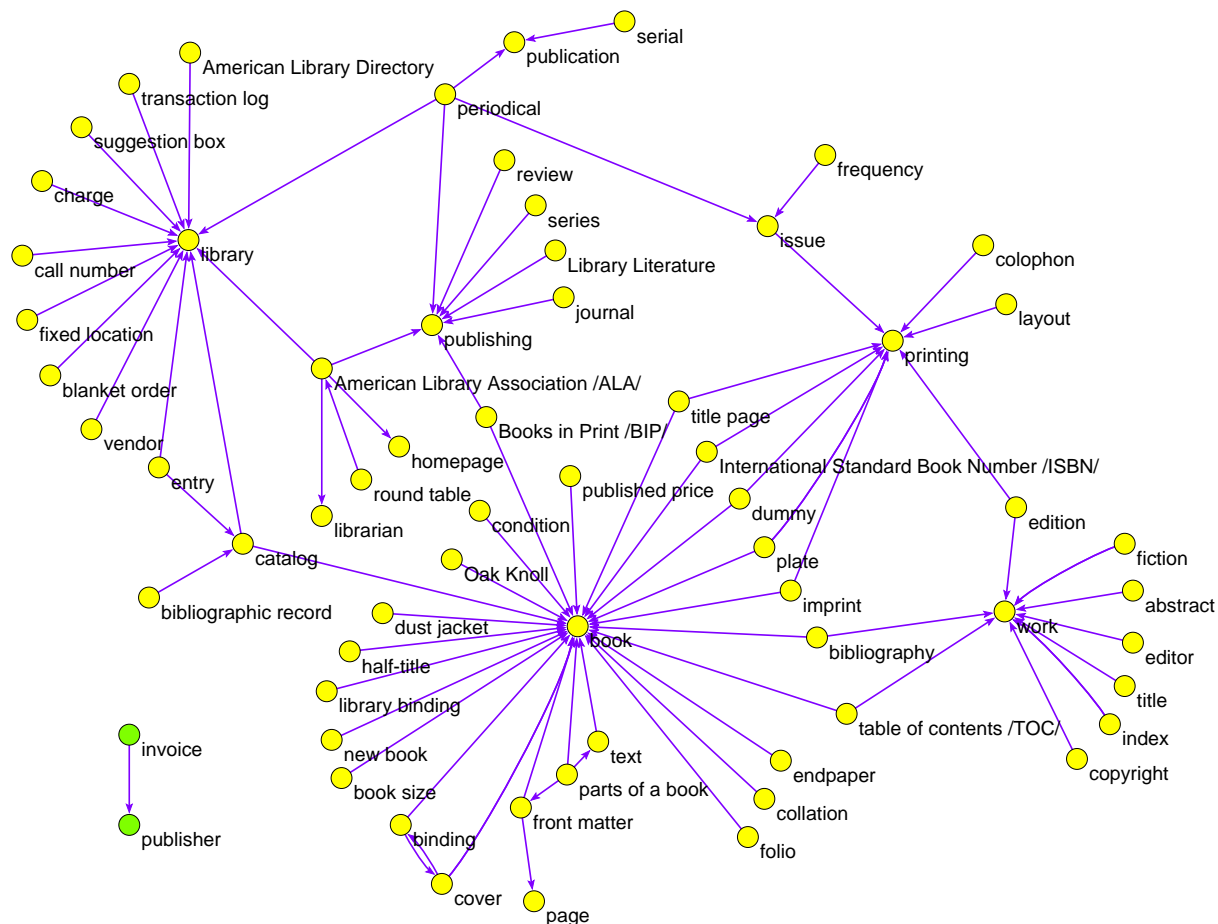 serial
publication
American Library Directory
transaction log
periodical
suggestion box
review
frequency
charge
series
issue
library
colophon
call number
Library Literature
journal
layout
fixed location
publishing
printing
American Library Association /ALA/
blanket order
title page
Books in Print /BIP/
vendor
homepage
International Standard Book Number /ISBN/
entry
round table
published price
dummy
condition
edition
librarian
catalog
plate
fiction
Oak Knoll
bibliographic record
imprint
abstract
dust jacket
book
work
bibliography
editor
half-title
library binding
title
table of contents /TOC/
index
invoice
new book
text
endpaper
copyright
book size
parts of a book
collation
publisher
binding
front matter
folio
cover
page